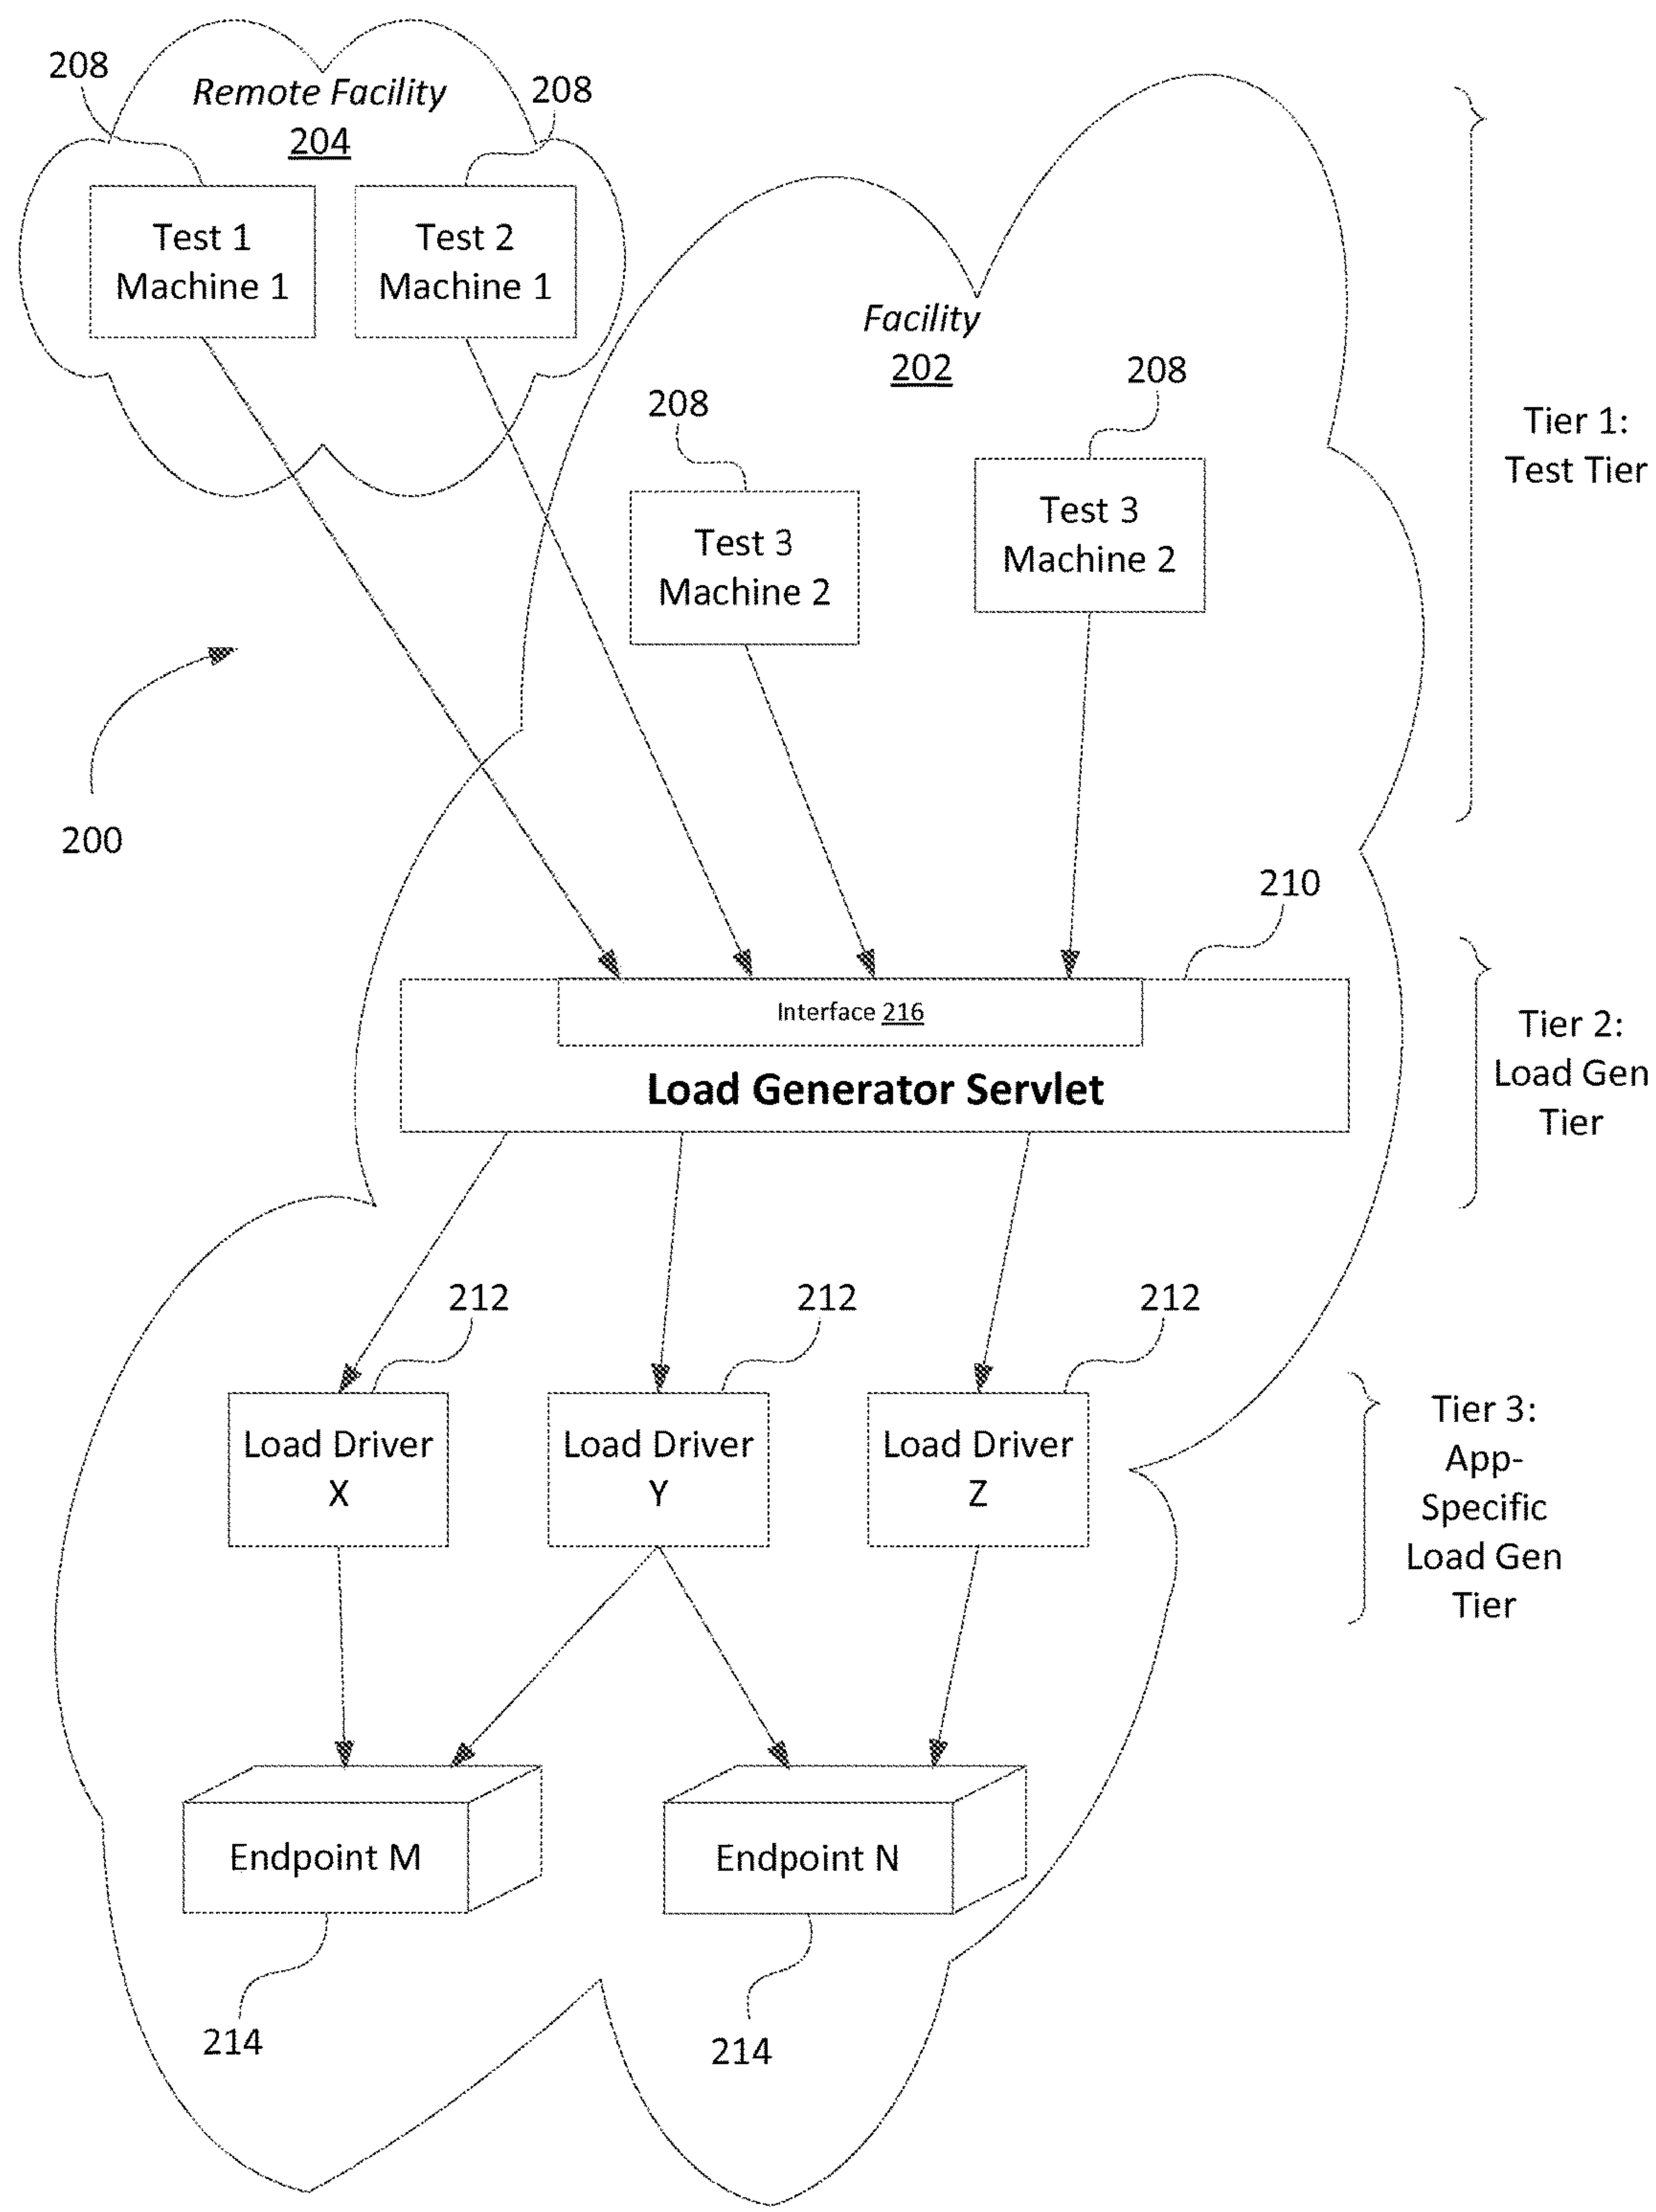 208
Remote Facility
204
208
Test 1
Machine 1
Test 2
Machine 1
Facility
202
208
208
Test 3
Machine 2
Test 3
Machine 2
Tier 1:
Test Tier
200
210
Interface 216
Load Generator Servlet
Tier 2:
Load Gen
Tier
212
212
212
Load Driver
X
Load Driver
Y
Load Driver
Z
Tier 3:
App-
Specific
Load Gen
Tier
Endpoint M
Endpoint N
214
214